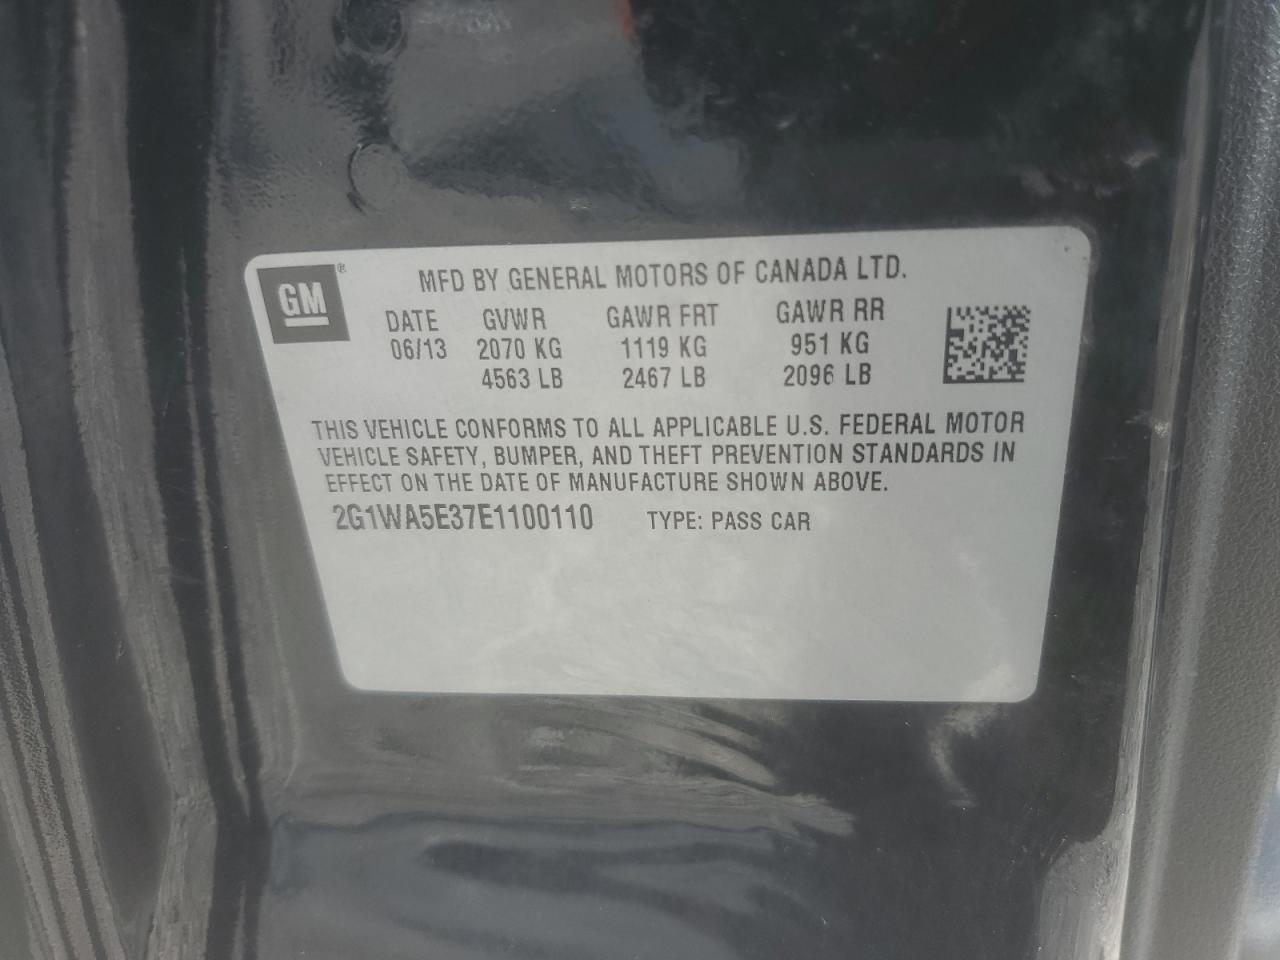 GM ®
MFD BY GENERAL MOTORS OF CANADA LTD.
DATE GVWR GAWR FRT GAWR RR
06/13 2070 KG 1119 KG 951 KG
4563 LB 2467 LB 2096 LB
THIS VEHICLE CONFORMS TO ALL APPLICABLE U.S. FEDERAL MOTOR
VEHICLE SAFETY, BUMPER, AND THEFT PREVENTION STANDARDS IN
EFFECT ON THE DATE OF MANUFACTURE SHOWN ABOVE.
2G1WA5E37E1100110 TYPE: PASS CAR